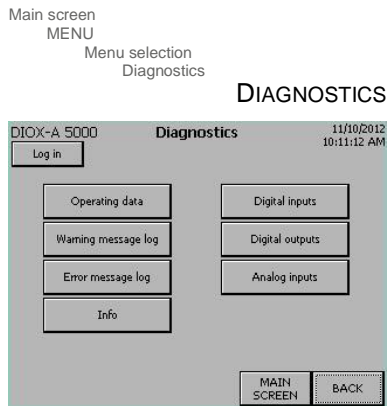 Main screen
MENU
Menu selection
Diagnostics
DIAGNOSTICS
DIOX-A 5000 Diagnostics 11/10/2012
Log in 10:11:12 AM
Operating data Digital inputs
Warning message log Digital outputs
Error message log Analog inputs
Info
MAIN SCREEN BACK